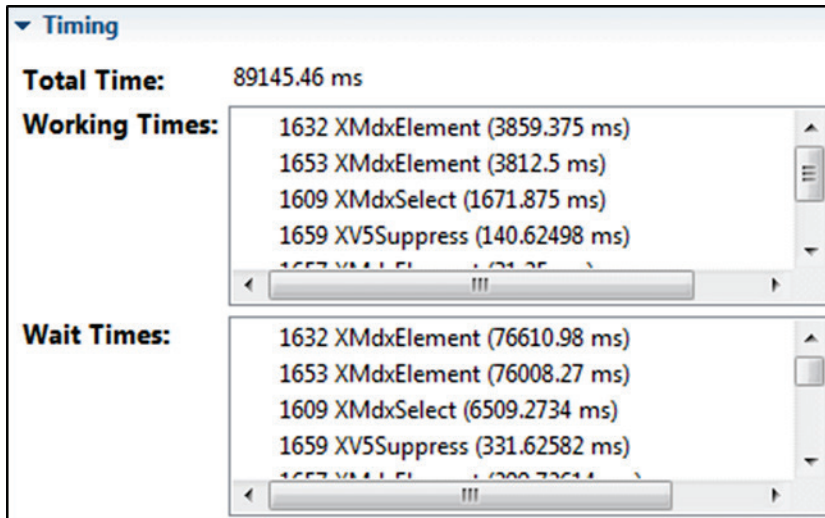 Timing
Total Time: 89145.46 ms
Working Times:
1632 XMdxElement (3859.375 ms)
1653 XMdxElement (3812.5 ms)
1609 XMdxSelect (1671.875 ms)
1659 XV5Suppress (140.62498 ms)
Wait Times:
1632 XMdxElement (76610.98 ms)
1653 XMdxElement (76008.27 ms)
1609 XMdxSelect (6509.2734 ms)
1659 XV5Suppress (331.62582 ms)